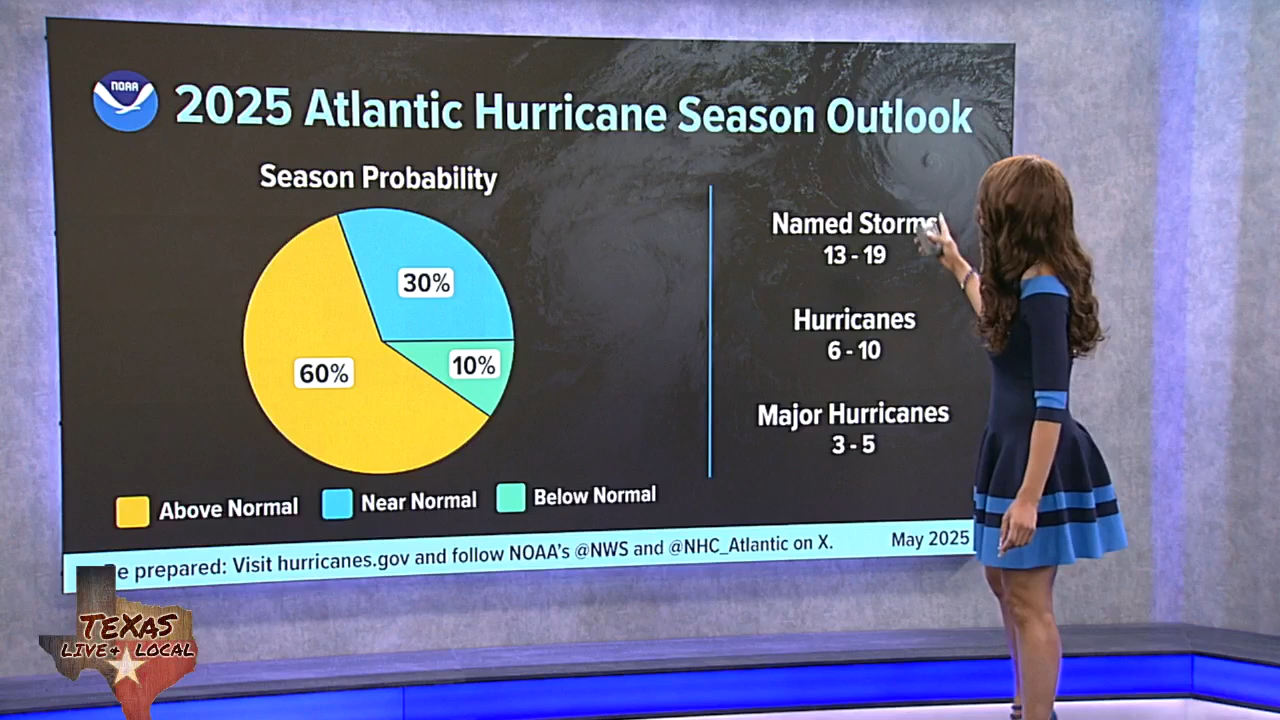 NOAA
2025 Atlantic Hurricane Season Outlook
Season Probability
30%
10%
60%
Above Normal
Near Normal
Below Normal
Named Storms
13 - 19
Hurricanes
6 - 10
Major Hurricanes
3 - 5
prepared: Visit hurricanes.gov and follow NOAA's @NWS and @NHC_Atlantic on X.
May 2025
TEXAS
LIVE & LOCAL